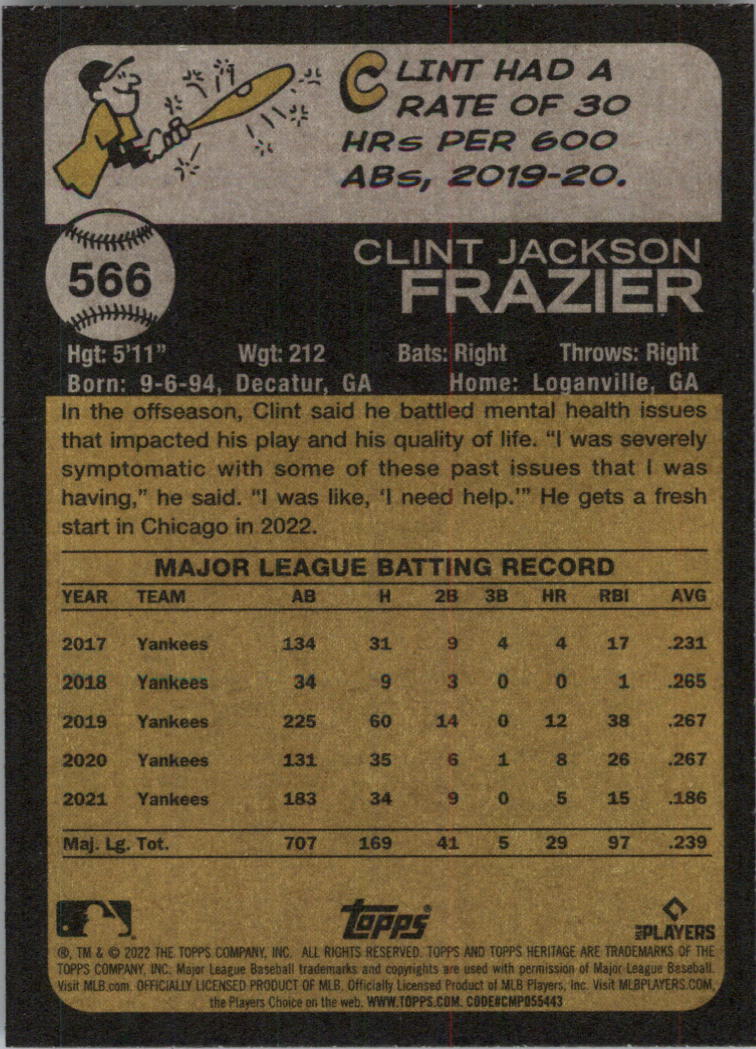 CLINT HAD A
RATE OF 30
HRs PER 600
ABs, 2019-20.
566
CLINT JACKSON
FRAZIER
Hgt: 5'11" Wgt: 212 Bats: Right Throws: Right
Born: 9-6-94, Decatur, GA Home: Loganville, GA
In the offseason, Clint said he battled mental health issues
that impacted his play and his quality of life. "I was severely
symptomatic with some of these past issues that I was
having," he said. "I was like, 'I need help.'" He gets a fresh
start in Chicago in 2022.
MAJOR LEAGUE BATTING RECORD
YEAR TEAM AB H 2B 3B HR RBI AVG
2017 Yankees 134 31 9 4 4 17 .231
2018 Yankees 34 9 3 0 0 1 .265
2019 Yankees 225 60 14 0 12 38 .267
2020 Yankees 131 35 6 1 8 26 .267
2021 Yankees 183 34 9 0 5 15 .186
Maj. Lg. Tot. 707 169 41 5 29 97 .239
Topps® MLB PLAYERS
®, TM & © 2022 THE TOPPS COMPANY, INC. ALL RIGHTS RESERVED. TOPPS AND TOPPS HERITAGE ARE TRADEMARKS OF THE
TOPPS COMPANY, INC. Major League Baseball trademarks and copyrights are used with permission of Major League Baseball.
Visit MLB.com. OFFICIALLY LICENSED PRODUCT OF MLB. Officially Licensed Product of MLB Players, Inc. Visit MLBPLAYERS.COM,
the Players Choice on the web. WWW.TOPPS.COM. CODE#CMP055443